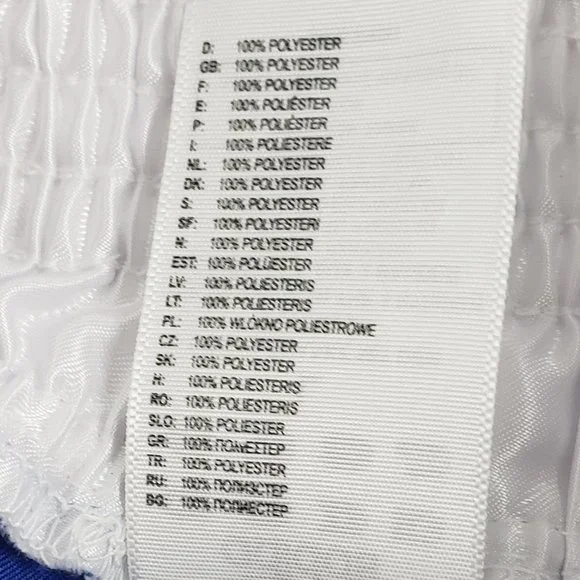 D: 100% POLYESTER
GB: 100% POLYESTER
F: 100% POLYESTER
E: 100% POLIÉSTER
P: 100% POLIÉSTER
I: 100% POLIESTERE
NL: 100% POLYESTER
DK: 100% POLYESTER
S: 100% POLYESTER
SF: 100% POLYESTERI
N: 100% POLYESTER
EST: 100% POLÜESTER
LV: 100% POLIESTERIS
LT: 100% POLIESTERIS
PL: 100% WLÓKNO POLIESTROWE
CZ: 100% POLYESTER
SK: 100% POLYESTER
H: 100% POLIESTERIS
RO: 100% POLIESTERIS
SLO: 100% POLIESTER
GR: 100% ΠΟΛΥΕΣΤΕΡ
TR: 100% POLYESTER
RU: 100% ПОЛИЭСТЕР
BG: 100% ПОЛИЕСТЕР